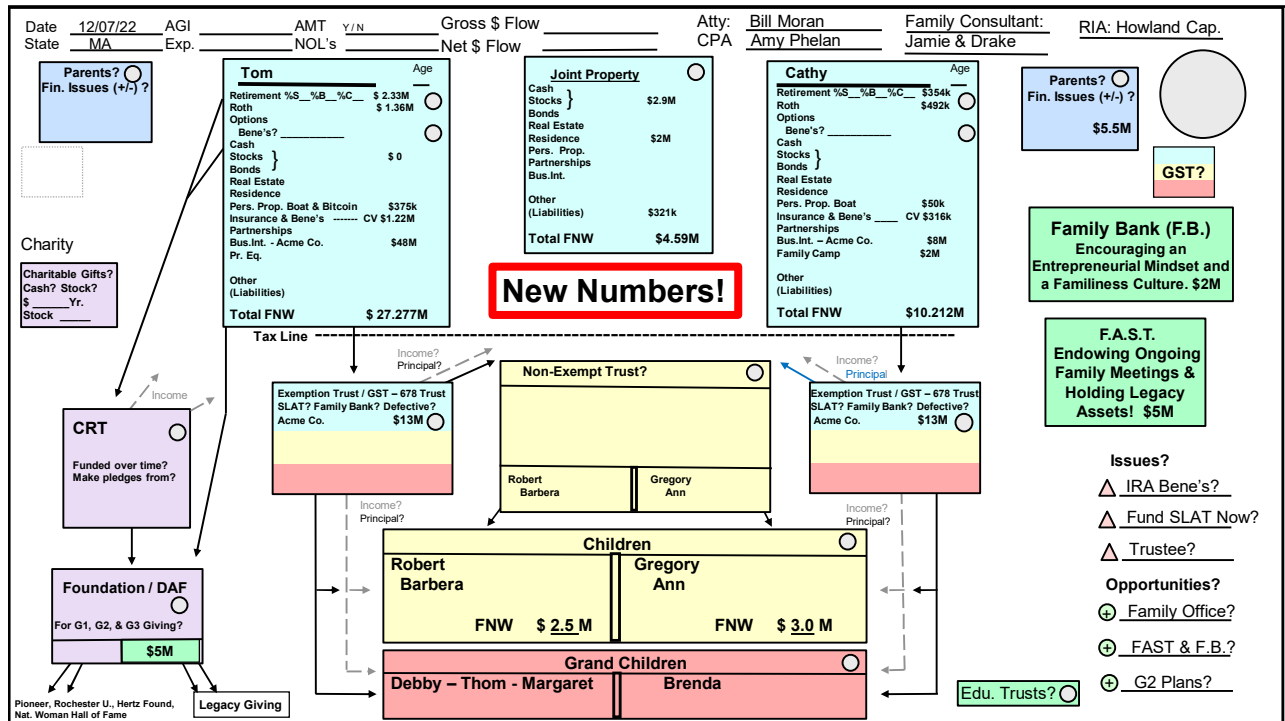 Date 12/07/22 AGI AMT Y / N Gross $ Flow Atty: Bill Moran Family Consultant: RIA: Howland Cap.
State MA Exp. NOL's Net $ Flow CPA Amy Phelan Jamie & Drake
Parents?
Fin. Issues (+/-) ?
Tom Age
Retirement %S__%B__%C__ $ 2.33M
Roth $ 1.36M
Options
Bene's? ___________
Cash
Stocks } $ 0
Bonds
Real Estate
Residence
Pers. Prop. Boat & Bitcoin $375k
Insurance & Bene's ------- CV $1.22M
Partnerships
Bus.Int. - Acme Co. $48M
Pr. Eq.
Other
(Liabilities)
Total FNW $ 27.277M
Joint Property
Cash
Stocks } $2.9M
Bonds
Real Estate
Residence $2M
Pers. Prop.
Partnerships
Bus.Int.
Other
(Liabilities) $321k
Total FNW $4.59M
New Numbers!
Cathy Age
Retirement %S__%B__%C__ $354k
Roth $492k
Options
Bene's? ___________
Cash
Stocks }
Bonds
Real Estate
Residence
Pers. Prop. Boat $50k
Insurance & Bene's ____ CV $316k
Partnerships
Bus.Int. – Acme Co. $8M
Family Camp $2M
Other
(Liabilities)
Total FNW $10.212M
Parents?
Fin. Issues (+/-) ?
$5.5M
GST?
Charity
Charitable Gifts?
Cash? Stock?
$ ______Yr.
Stock _____
Family Bank (F.B.)
Encouraging an
Entrepreneurial Mindset and
a Familiness Culture. $2M
F.A.S.T.
Endowing Ongoing
Family Meetings &
Holding Legacy
Assets! $5M
Tax Line
Income?
Principal?
Income?
Principal
Income
CRT
Funded over time?
Make pledges from?
Exemption Trust / GST – 678 Trust
SLAT? Family Bank? Defective?
Acme Co. $13M
Non-Exempt Trust?
Robert
Barbera
Gregory
Ann
Exemption Trust / GST – 678 Trust
SLAT? Family Bank? Defective?
Acme Co. $13M
Income?
Principal?
Income?
Principal?
Children
Robert
Barbera
FNW $ 2.5 M
Gregory
Ann
FNW $ 3.0 M
Grand Children
Debby – Thom - Margaret
Brenda
Foundation / DAF
For G1, G2, & G3 Giving?
$5M
Pioneer, Rochester U., Hertz Found,
Nat. Woman Hall of Fame
Legacy Giving
Issues?
IRA Bene's?
Fund SLAT Now?
Trustee?
Opportunities?
+ Family Office?
+ FAST & F.B.?
+ G2 Plans?
Edu. Trusts?